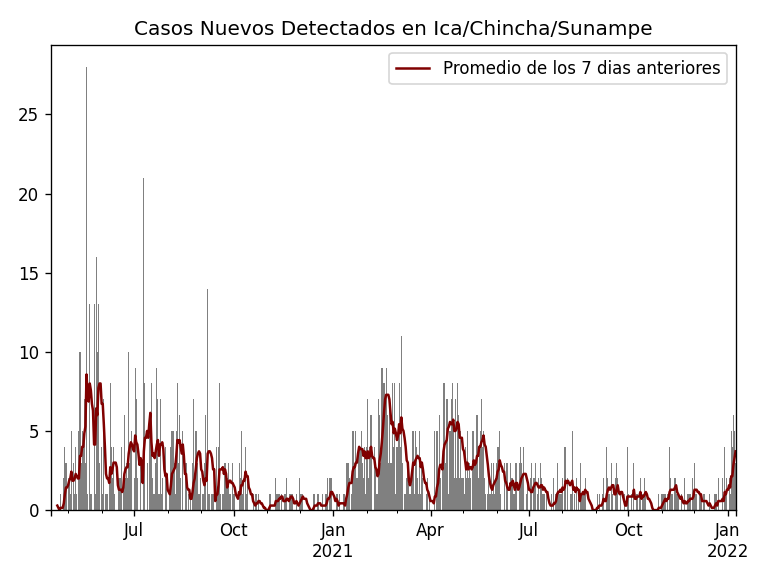 Casos Nuevos Detectados en Ica/Chincha/Sunampe
Promedio de los 7 dias anteriores
25
20
15
10
5
0
Jul
Oct
Jan
2021
Apr
Jul
Oct
Jan
2022